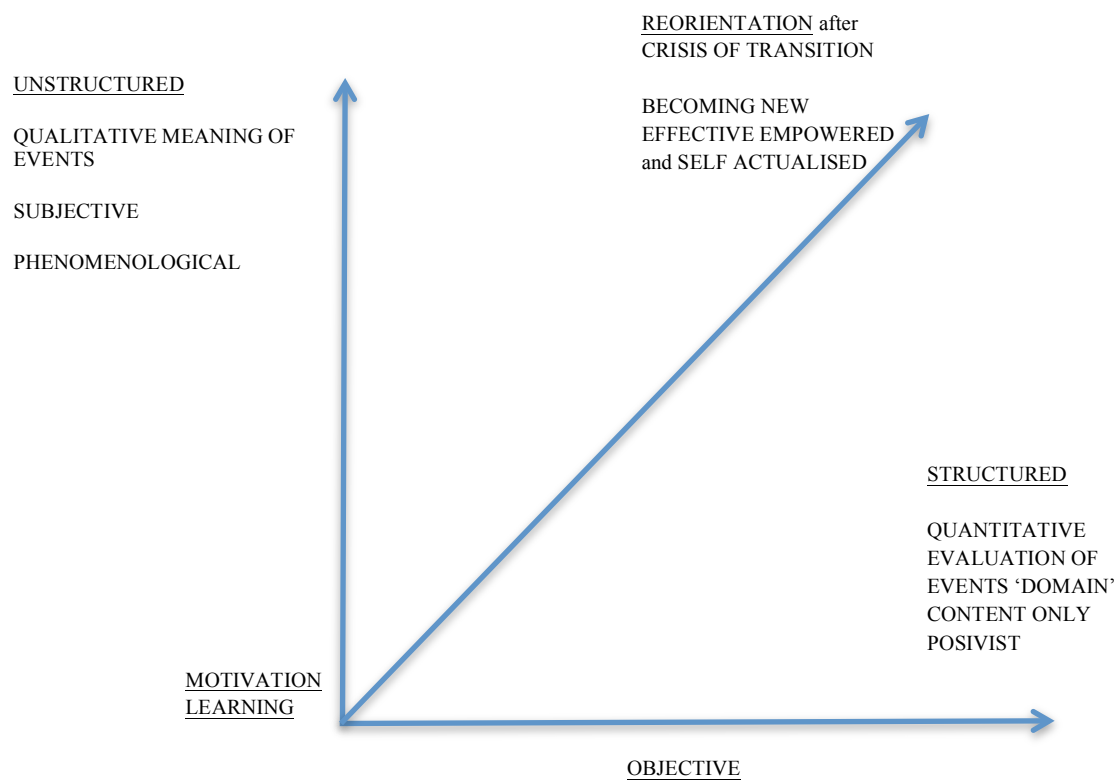 REORIENTATION after
CRISIS OF TRANSITION
BECOMING NEW
EFFECTIVE EMPOWERED
and SELF ACTUALISED
UNSTRUCTURED
QUALITATIVE MEANING OF
EVENTS
SUBJECTIVE
PHENOMENOLOGICAL
STRUCTURED
QUANTITATIVE
EVALUATION OF
EVENTS ‘DOMAIN’
CONTENT ONLY
POSIVIST
MOTIVATION
LEARNING
OBJECTIVE